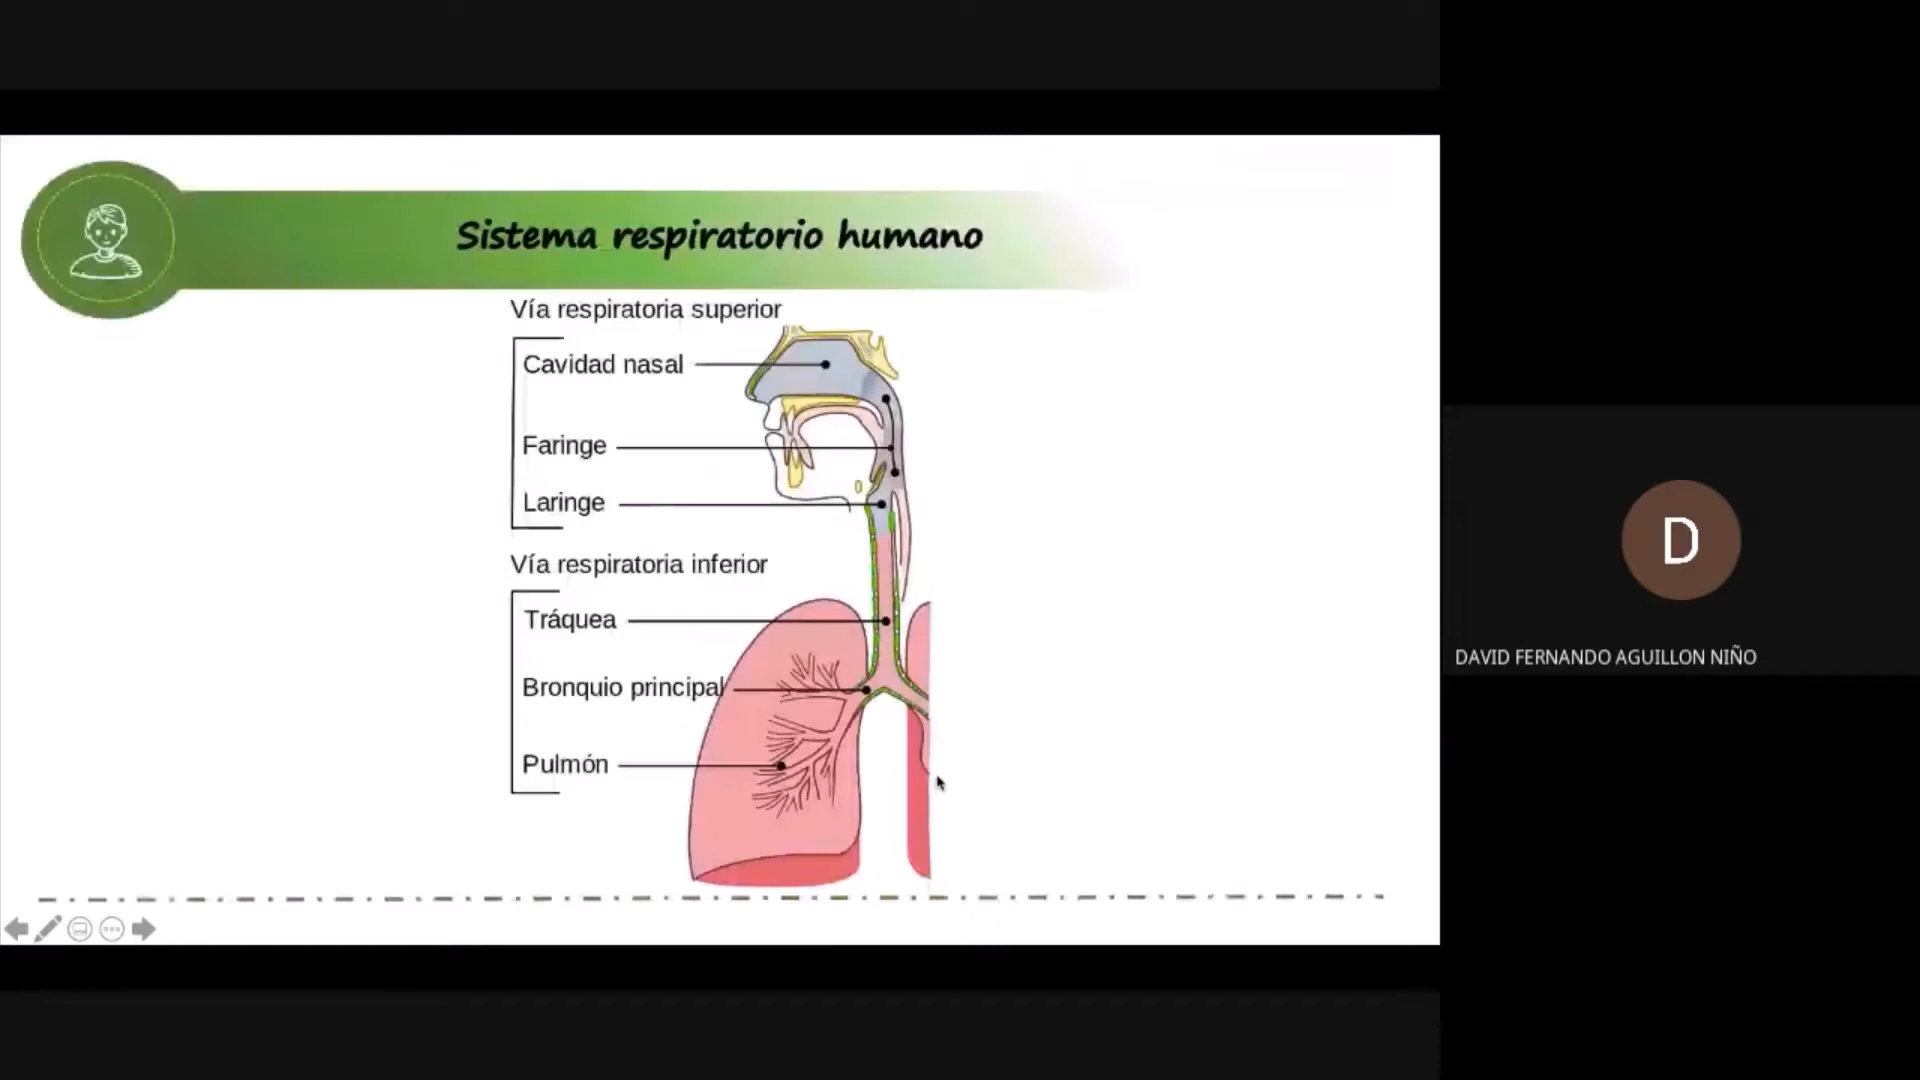 Sistema respiratorio humano
Vía respiratoria superior
Cavidad nasal
Faringe
Laringe
Vía respiratoria inferior
Tráquea
Bronquio principal
Pulmón
D
DAVID FERNANDO AGUILLON NIÑO